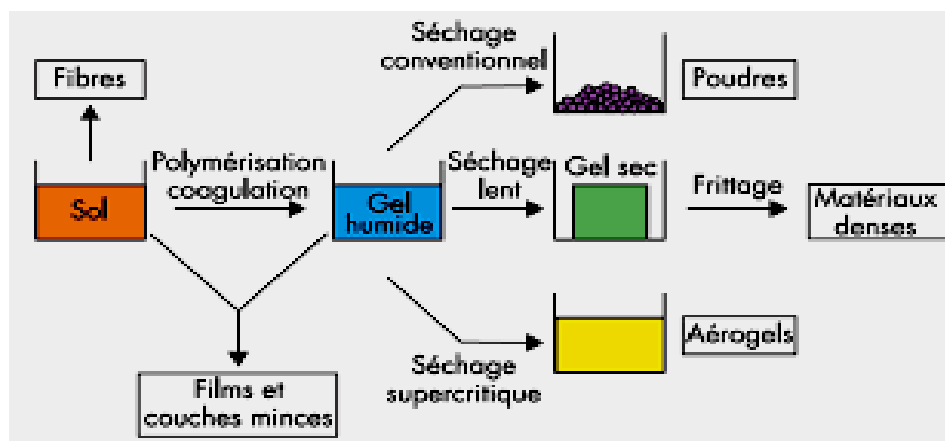 Séchage
conventionnel
Fibres
Poudres
Polymérisation
coagulation
Séchage
lent
Gel sec
Frittage
Sol
Gel
humide
Matériaux
denses
Aérogels
Séchage
supercritique
Films et
couches minces